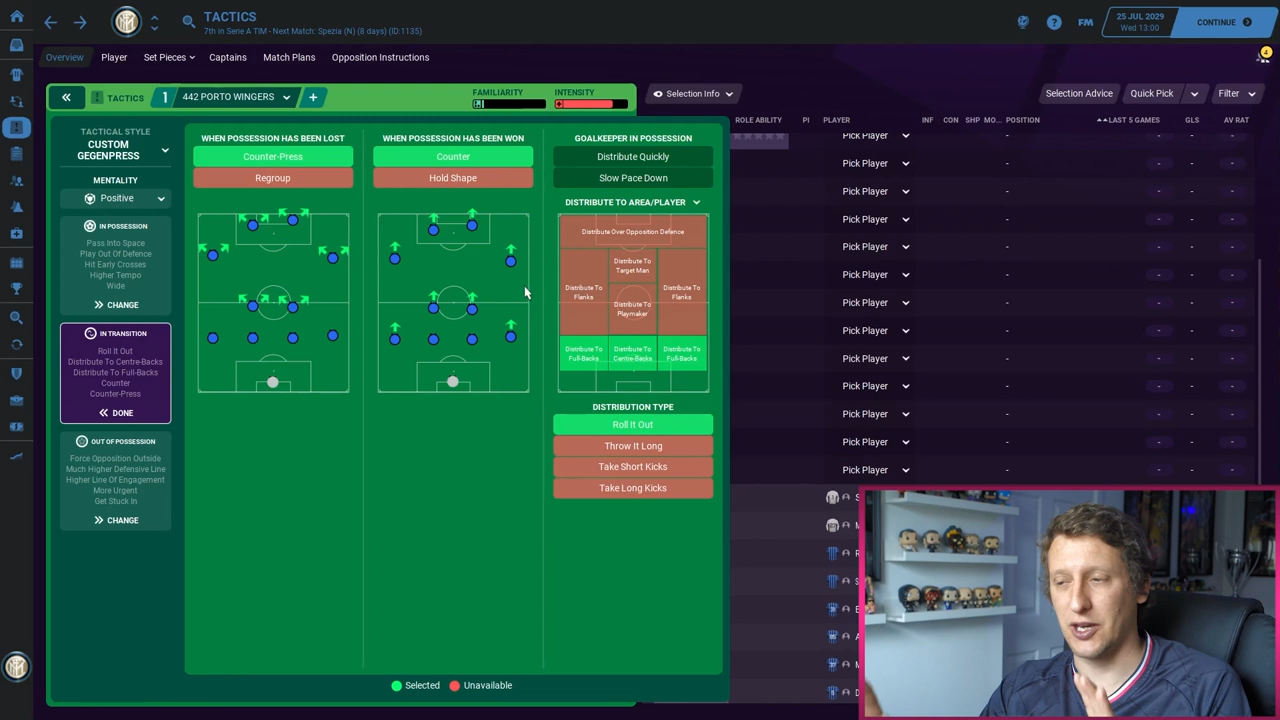 TACTICS
7th in Serie A TIM - Next Match: Spezia (N) (8 days) (ID:1135)
FM
25 JUL 2029
Wed 13:00
CONTINUE
Overview
Player
Set Pieces
Captains
Match Plans
Opposition Instructions
4
TACTICS
1
442 PORTO WINGERS
FAMILIARITY
INTENSITY
Selection Info
Selection Advice
Quick Pick
Filter
ROLE ABILITY
PI
PLAYER
INF
CON
SHP
MO...
POSITION
LAST 5 GAMES
GLS
AV RAT
TACTICAL STYLE
CUSTOM
GEGENPRESS
MENTALITY
Positive
IN POSSESSION
Pass Into Space
Play Out Of Defence
Hit Early Crosses
Higher Tempo
Wide
CHANGE
IN TRANSITION
Roll It Out
Distribute To Centre-Backs
Distribute To Full-Backs
Counter
Counter-Press
DONE
OUT OF POSSESSION
Force Opposition Outside
Much Higher Defensive Line
Higher Line Of Engagement
More Urgent
Get Stuck In
CHANGE
WHEN POSSESSION HAS BEEN LOST
Counter-Press
Regroup
WHEN POSSESSION HAS BEEN WON
Counter
Hold Shape
GOALKEEPER IN POSSESSION
Distribute Quickly
Slow Pace Down
DISTRIBUTE TO AREA/PLAYER
Distribute Over Opposition Defence
Distribute To
Target Man
Distribute To
Flanks
Distribute To
Playmaker
Distribute To
Flanks
Distribute To
Full-Backs
Distribute To
Centre-Backs
Distribute To
Full-Backs
DISTRIBUTION TYPE
Roll It Out
Throw It Long
Take Short Kicks
Take Long Kicks
Selected
Unavailable
Pick Player - - -
Pick Player - - -
Pick Player - - -
Pick Player - - -
Pick Player - - -
Pick Player - - -
Pick Player - - -
Pick Player - - -
Pick Player - - -
Pick Player - - -
Pick Player - - -
Pick Player - - -
Pick Player - - -